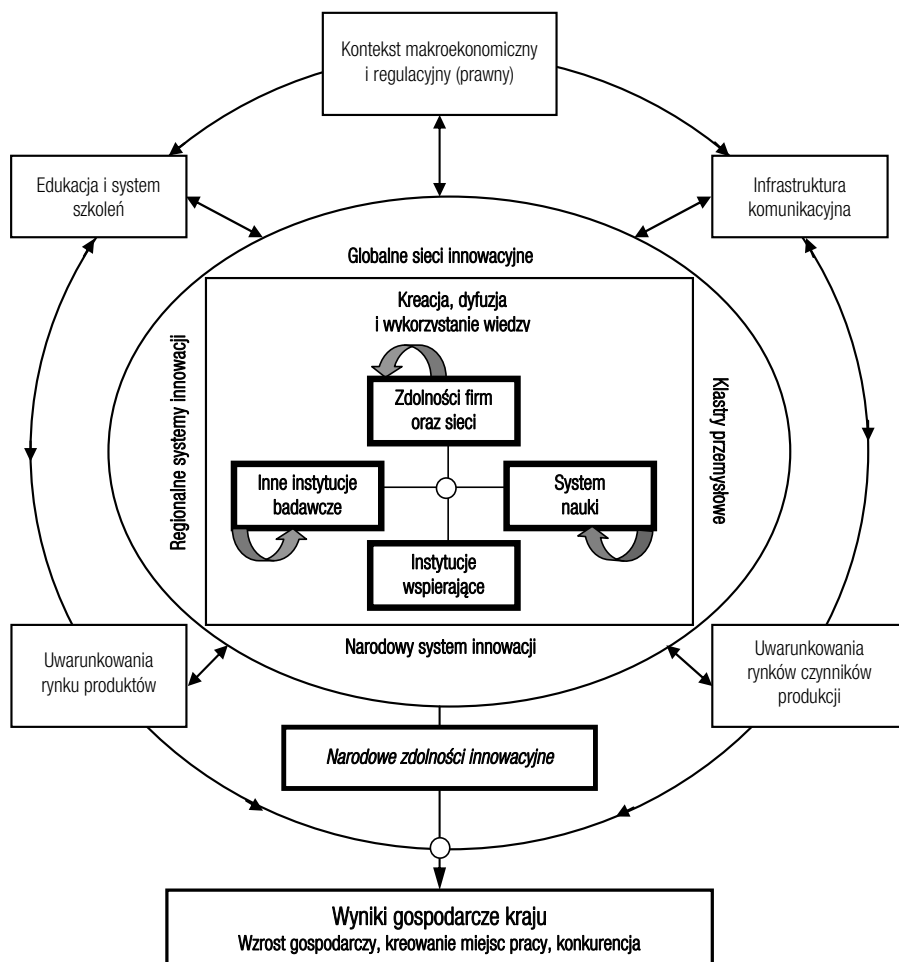 Kontekst makroekonomiczny
i regulacyjny (prawny)
Edukacja i system
szkoleń
Infrastruktura
komunikacyjna
Globalne sieci innowacyjne
Kreacja, dyfuzja
i wykorzystanie wiedzy
Regionalne systemy innowacji
Klastry przemysłowe
Zdolności firm
oraz sieci
Inne instytucje
badawcze
System
nauki
Instytucje
wspierające
Narodowy system innowacji
Uwarunkowania
rynku produktów
Uwarunkowania
rynków czynników
produkcji
Narodowe zdolności innowacyjne
Wyniki gospodarcze kraju
Wzrost gospodarczy, kreowanie miejsc pracy, konkurencja